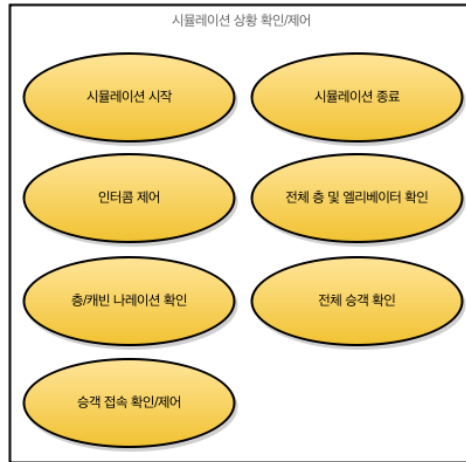 시뮬레이션 상황 확인/제어
시뮬레이션 시작
시뮬레이션 종료
인터콤 제어
전체 층 및 엘리베이터 확인
층/캐빈 나레이션 확인
전체 승객 확인
승객 접속 확인/제어